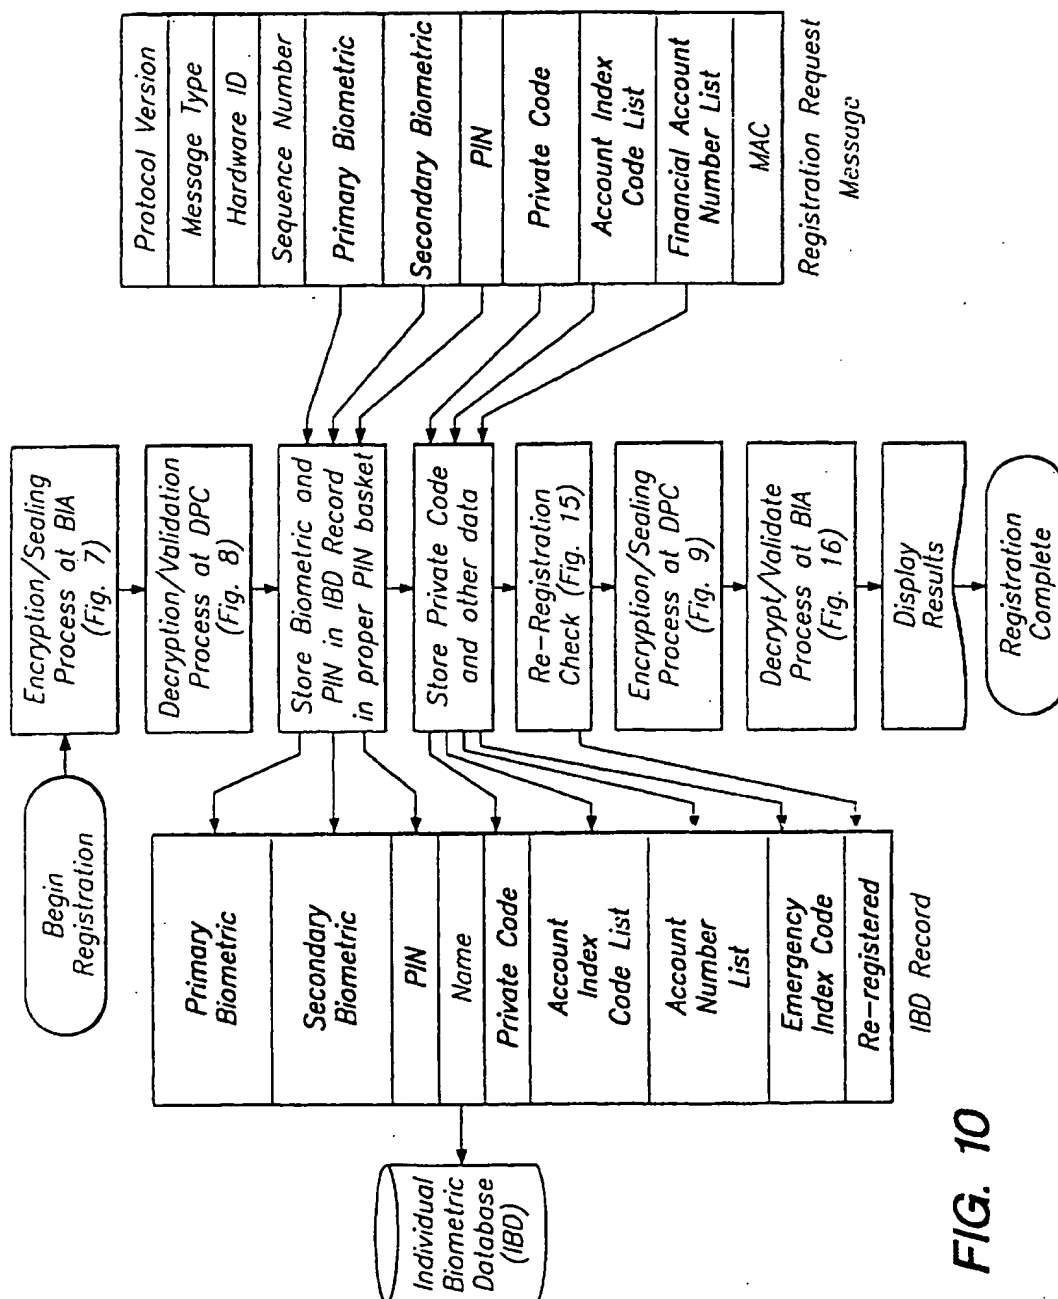 Begin
Registration
Encryption/Sealing
Process at BIA
(Fig. 7)
Decryption/Validation
Process at DPC
(Fig. 8)
Store Biometric and
PIN in IBD Record
in proper PIN basket
Store Private Code
and other data
Re-Registration
Check (Fig. 15)
Encryption/Sealing
Process at DPC
(Fig. 9)
Decrypt/Validate
Process at BIA
(Fig. 16)
Display
Results
Registration
Complete
Protocol Version
Message Type
Hardware ID
Sequence Number
Primary Biometric
Secondary Biometric
PIN
Private Code
Account Index
Code List
Financial Account
Number List
MAC
Registration Request
Message
Primary
Biometric
Secondary
Biometric
PIN
Name
Private Code
Account
Index
Code List
Account
Number
List
Emergency
Index Code
Re-registered
IBD Record
Individual
Biometric
Database
(IBD)
FIG. 10